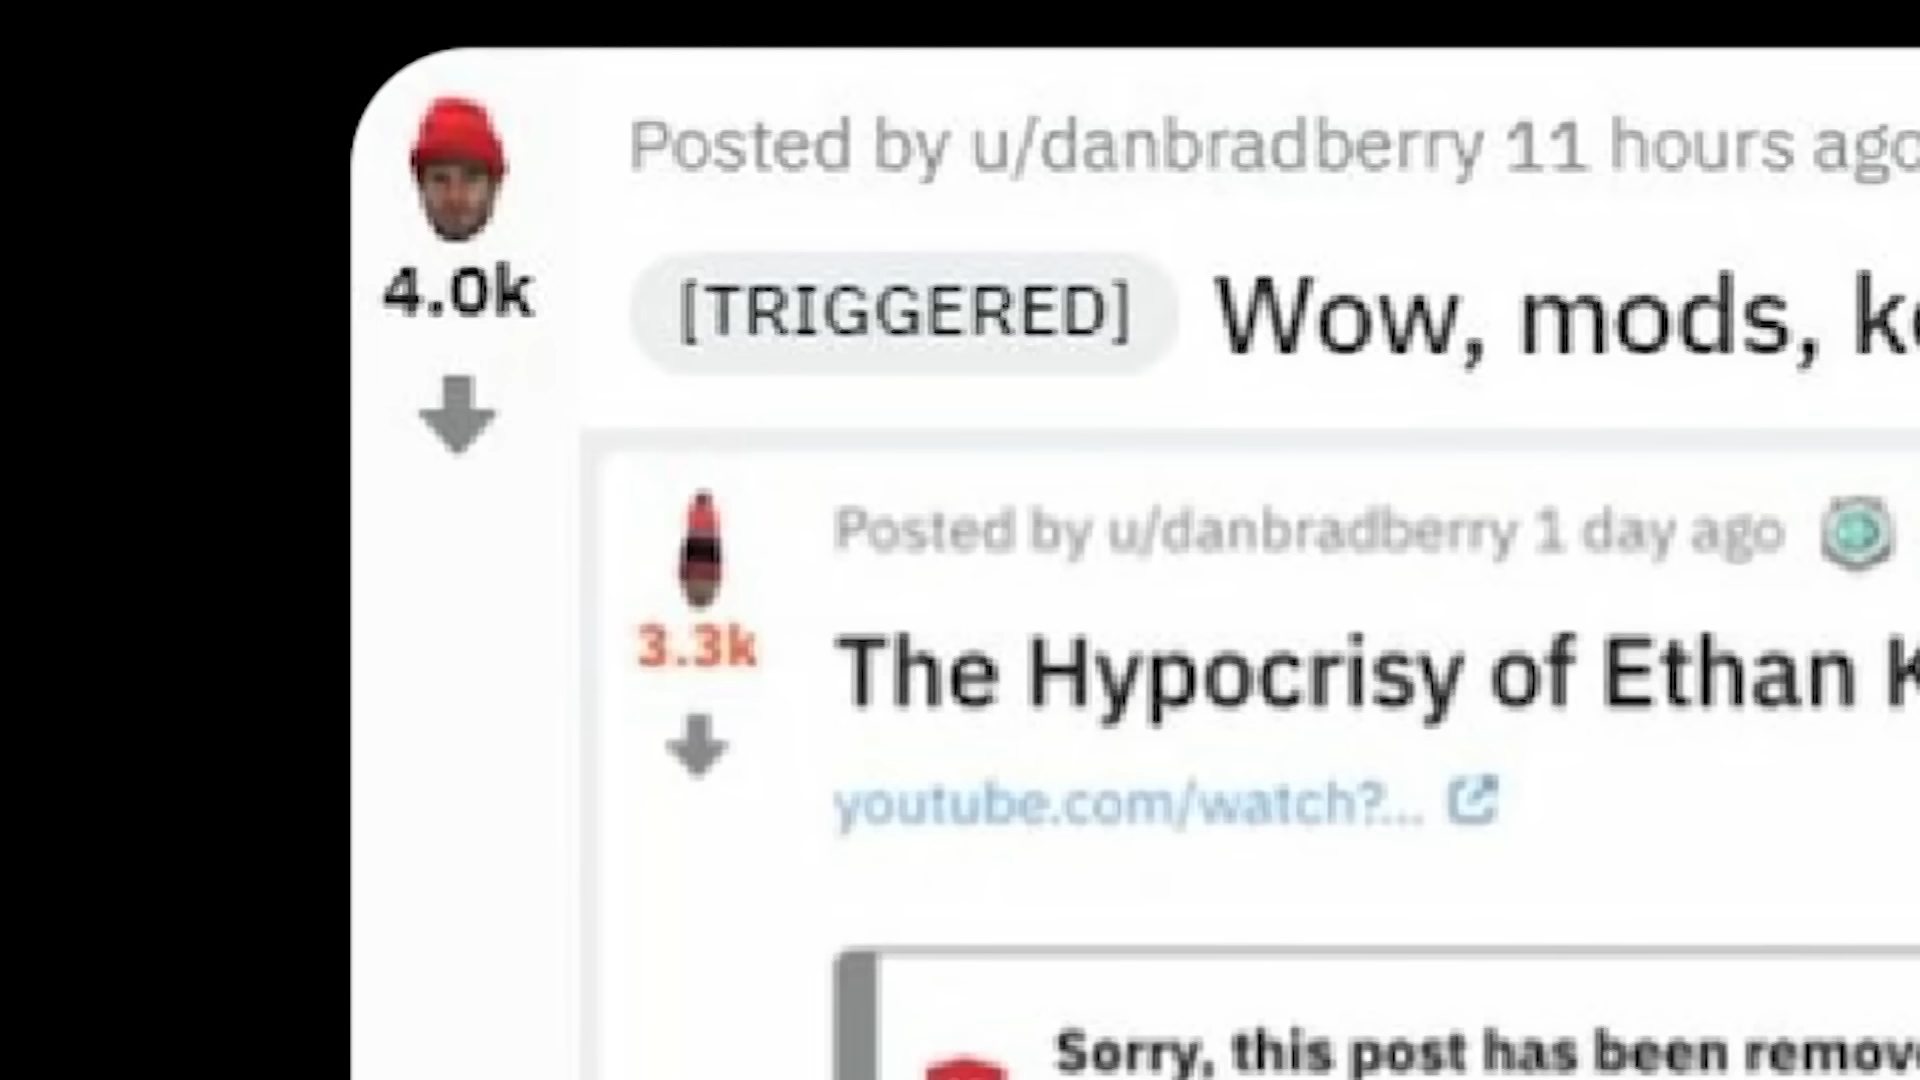 Posted by u/danbradberry 11 hours ago
4.0k
[TRIGGERED] Wow, mods,
Posted by u/danbradberry 1 day ago
3.3k
The Hypocrisy of Ethan K
youtube.com/watch?...
Sorry, this post has been remov